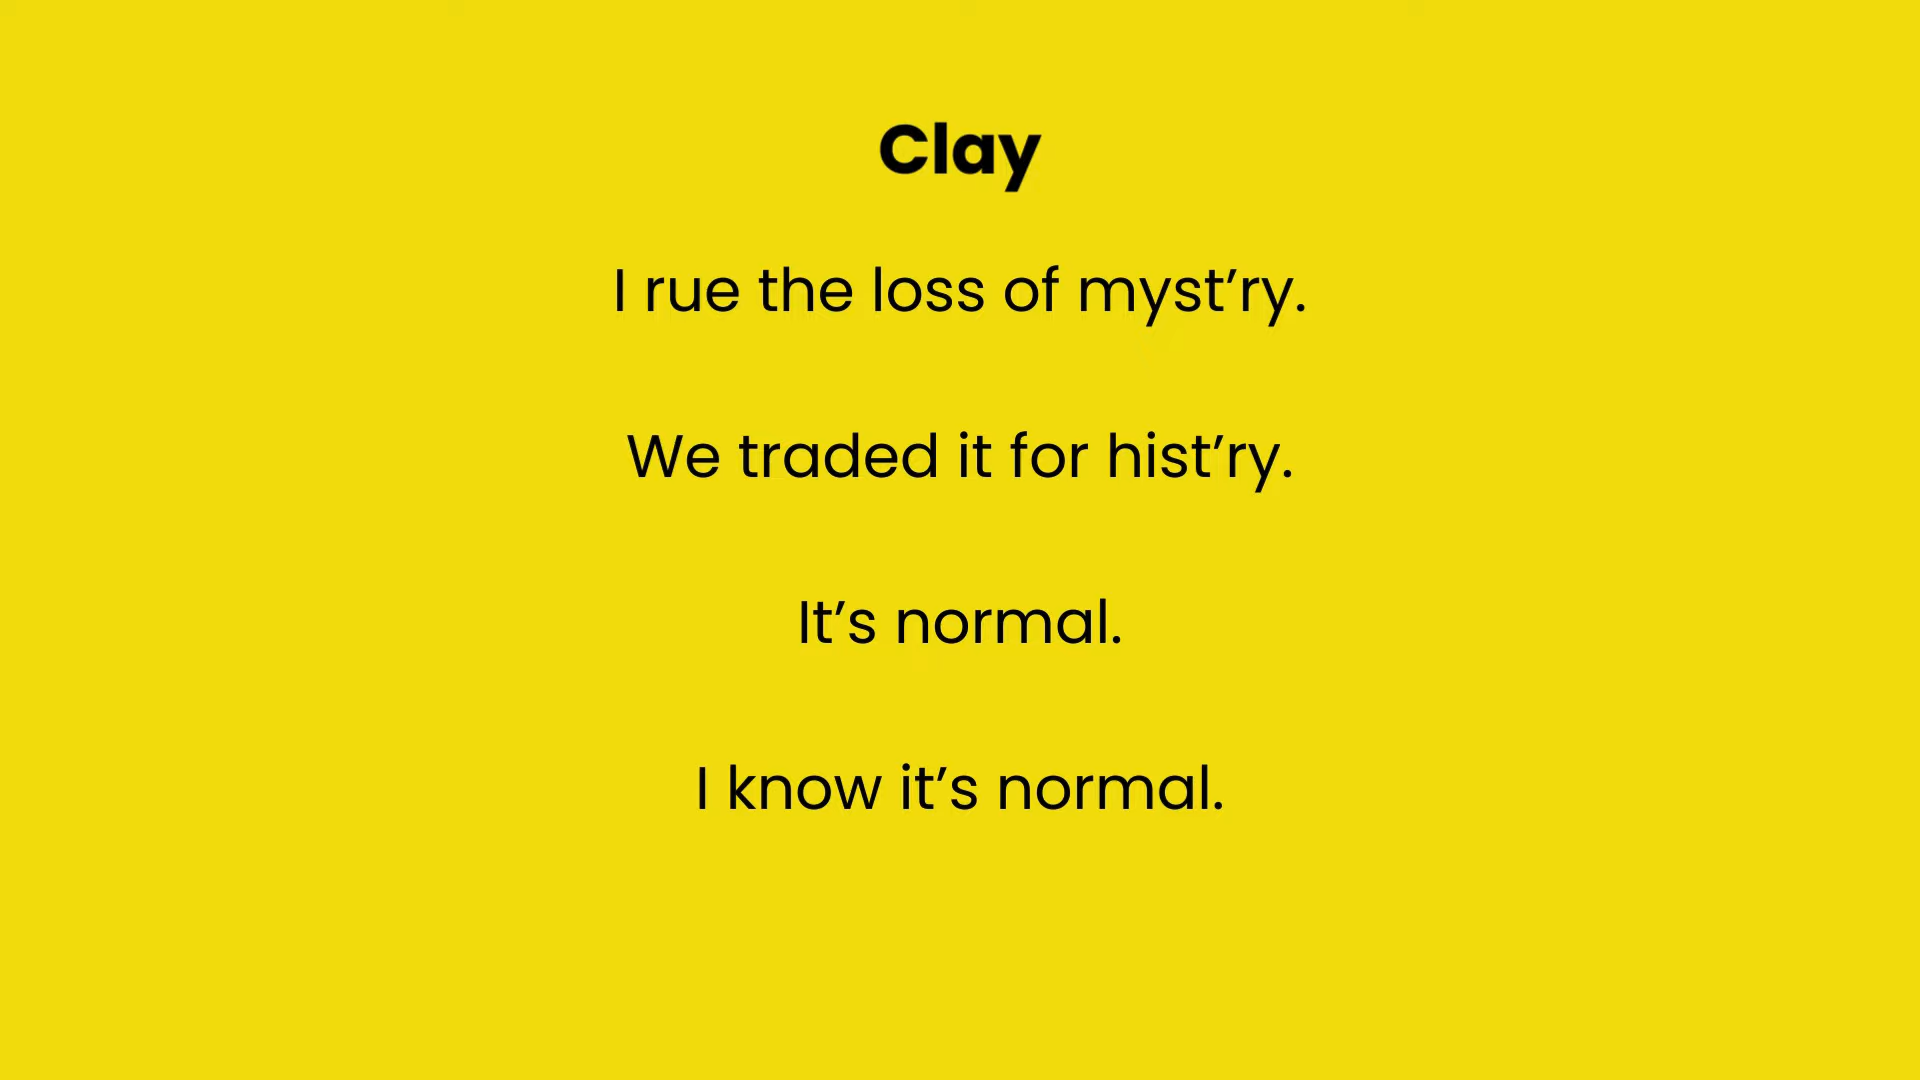 Clay
I rue the loss of myst’ry.
We traded it for hist’ry.
It’s normal.
I know it’s normal.